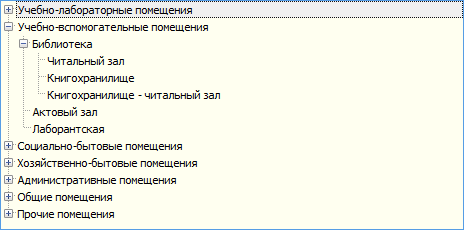 Учебно-лабораторные помещения
Учебно-вспомогательные помещения
Библиотека
Читальный зал
Книгохранилище
Книгохранилище - читальный зал
Актовый зал
Лаборантская
Социально-бытовые помещения
Хозяйственно-бытовые помещения
Административные помещения
Общие помещения
Прочие помещения